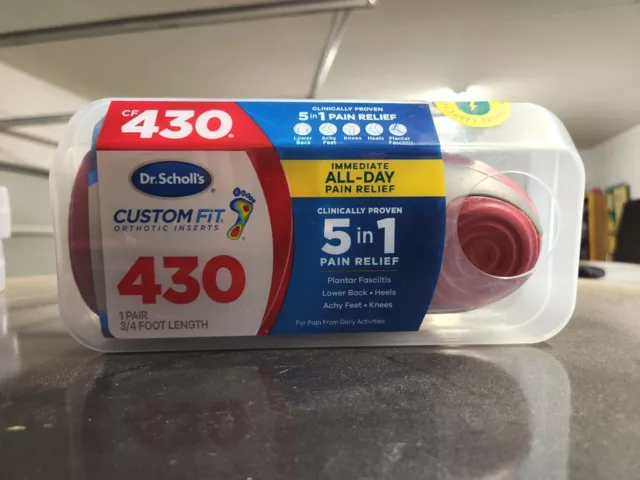 CF 430®
CLINICALLY PROVEN
5 in 1 PAIN RELIEF
Lower Back
Achy Feet
Knees
Heels
Plantar Fasciitis
Dr. Scholl's®
CUSTOM FiT®
ORTHOTIC INSERTS
430
1 PAIR
3/4 FOOT LENGTH
IMMEDIATE
ALL-DAY
PAIN RELIEF
CLINICALLY PROVEN
5 in 1
PAIN RELIEF
Plantar Fasciitis
Lower Back • Heels
Achy Feet • Knees
For Pain From Daily Activities